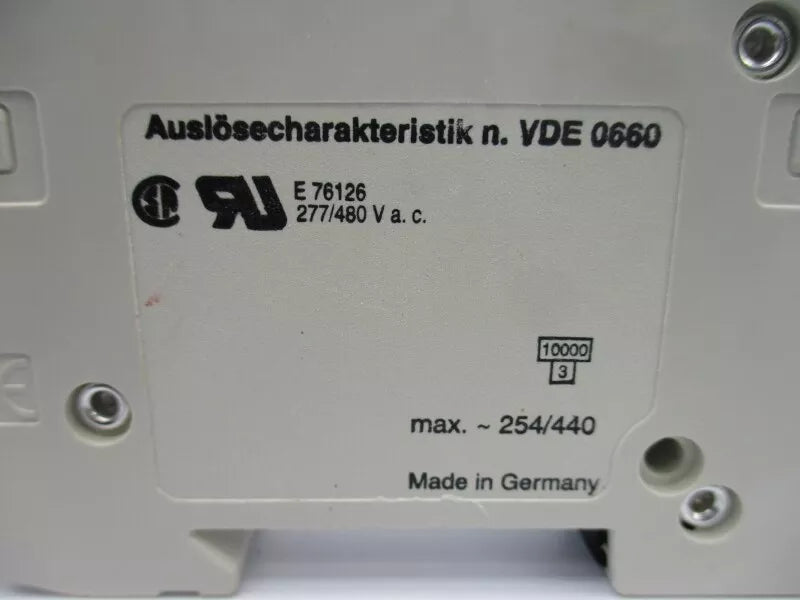 Auslösecharakteristik n. VDE 0660
E 76126
277/480 V a. c.
10000
3
max. ~ 254/440
Made in Germany